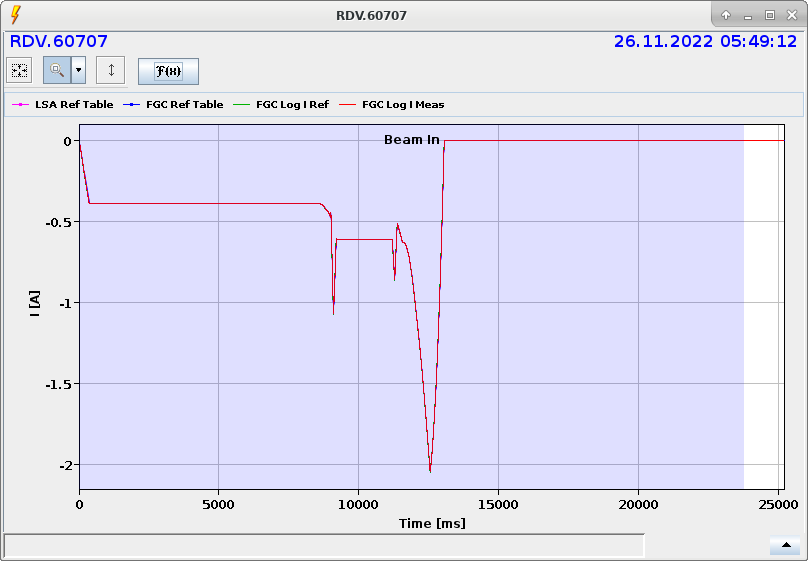 RDV.60707
RDV.60707 26.11.2022 05:49:12
F(x)
LSA Ref Table FGC Ref Table FGC Log I Ref FGC Log I Meas
Beam In
0
-0.5
-1
-1.5
-2
I [A]
0 5000 10000 15000 20000 25000
Time [ms]